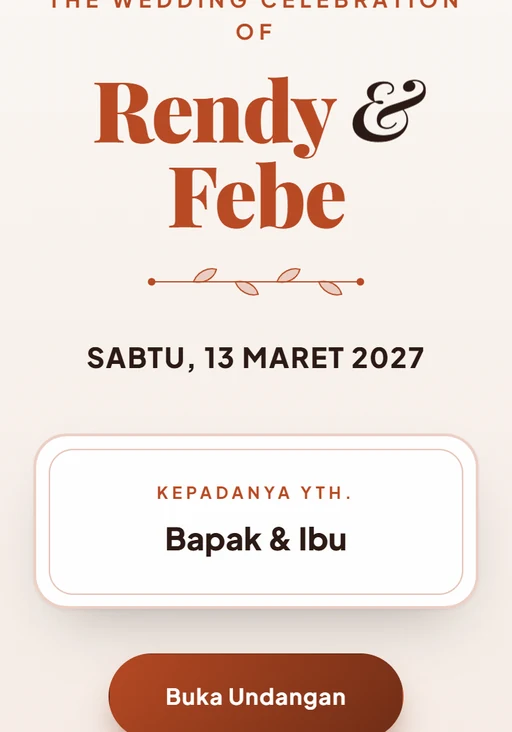 THE WEDDING CELEBRATION
OF
Rendy &
Febe
SABTU, 13 MARET 2027
KEPADANYA YTH.
Bapak & Ibu
Buka Undangan